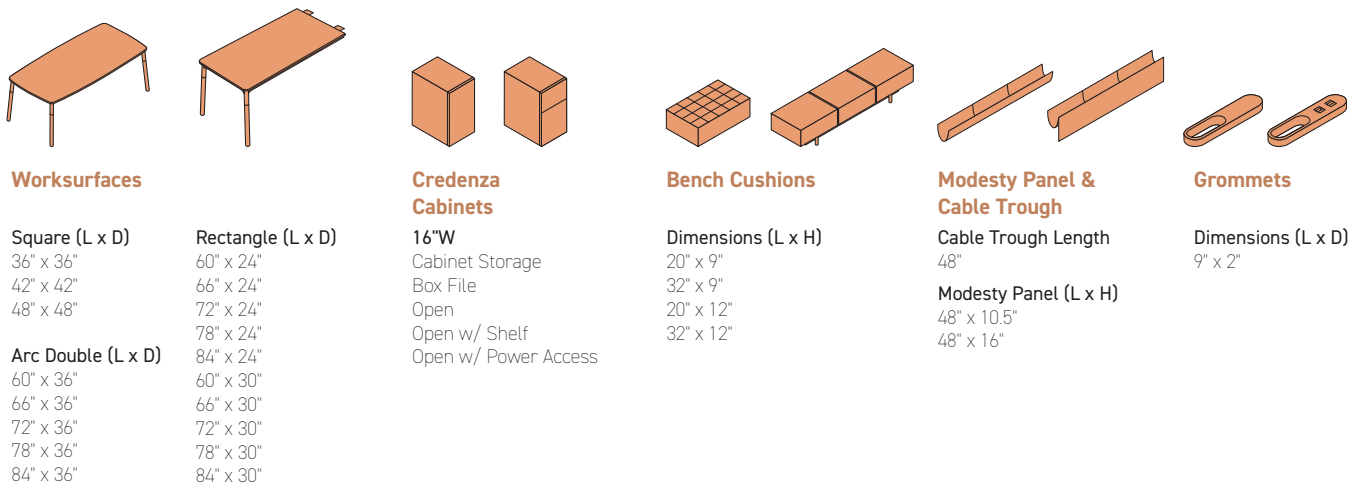 Worksurfaces
Square (L x D)
36" x 36"
42" x 42"
48" x 48"
Arc Double (L x D)
60" x 36"
66" x 36"
72" x 36"
78" x 36"
84" x 36"
Rectangle (L x D)
60" x 24"
66" x 24"
72" x 24"
78" x 24"
84" x 24"
60" x 30"
66" x 30"
72" x 30"
78" x 30"
84" x 30"
Credenza
Cabinets
16"W
Cabinet Storage
Box File
Open
Open w/ Shelf
Open w/ Power Access
Bench Cushions
Dimensions (L x H)
20" x 9"
32" x 9"
20" x 12"
32" x 12"
Modesty Panel &
Cable Trough
Cable Trough Length
48"
Modesty Panel (L x H)
48" x 10.5"
48" x 16"
Grommets
Dimensions (L x D)
9" x 2"